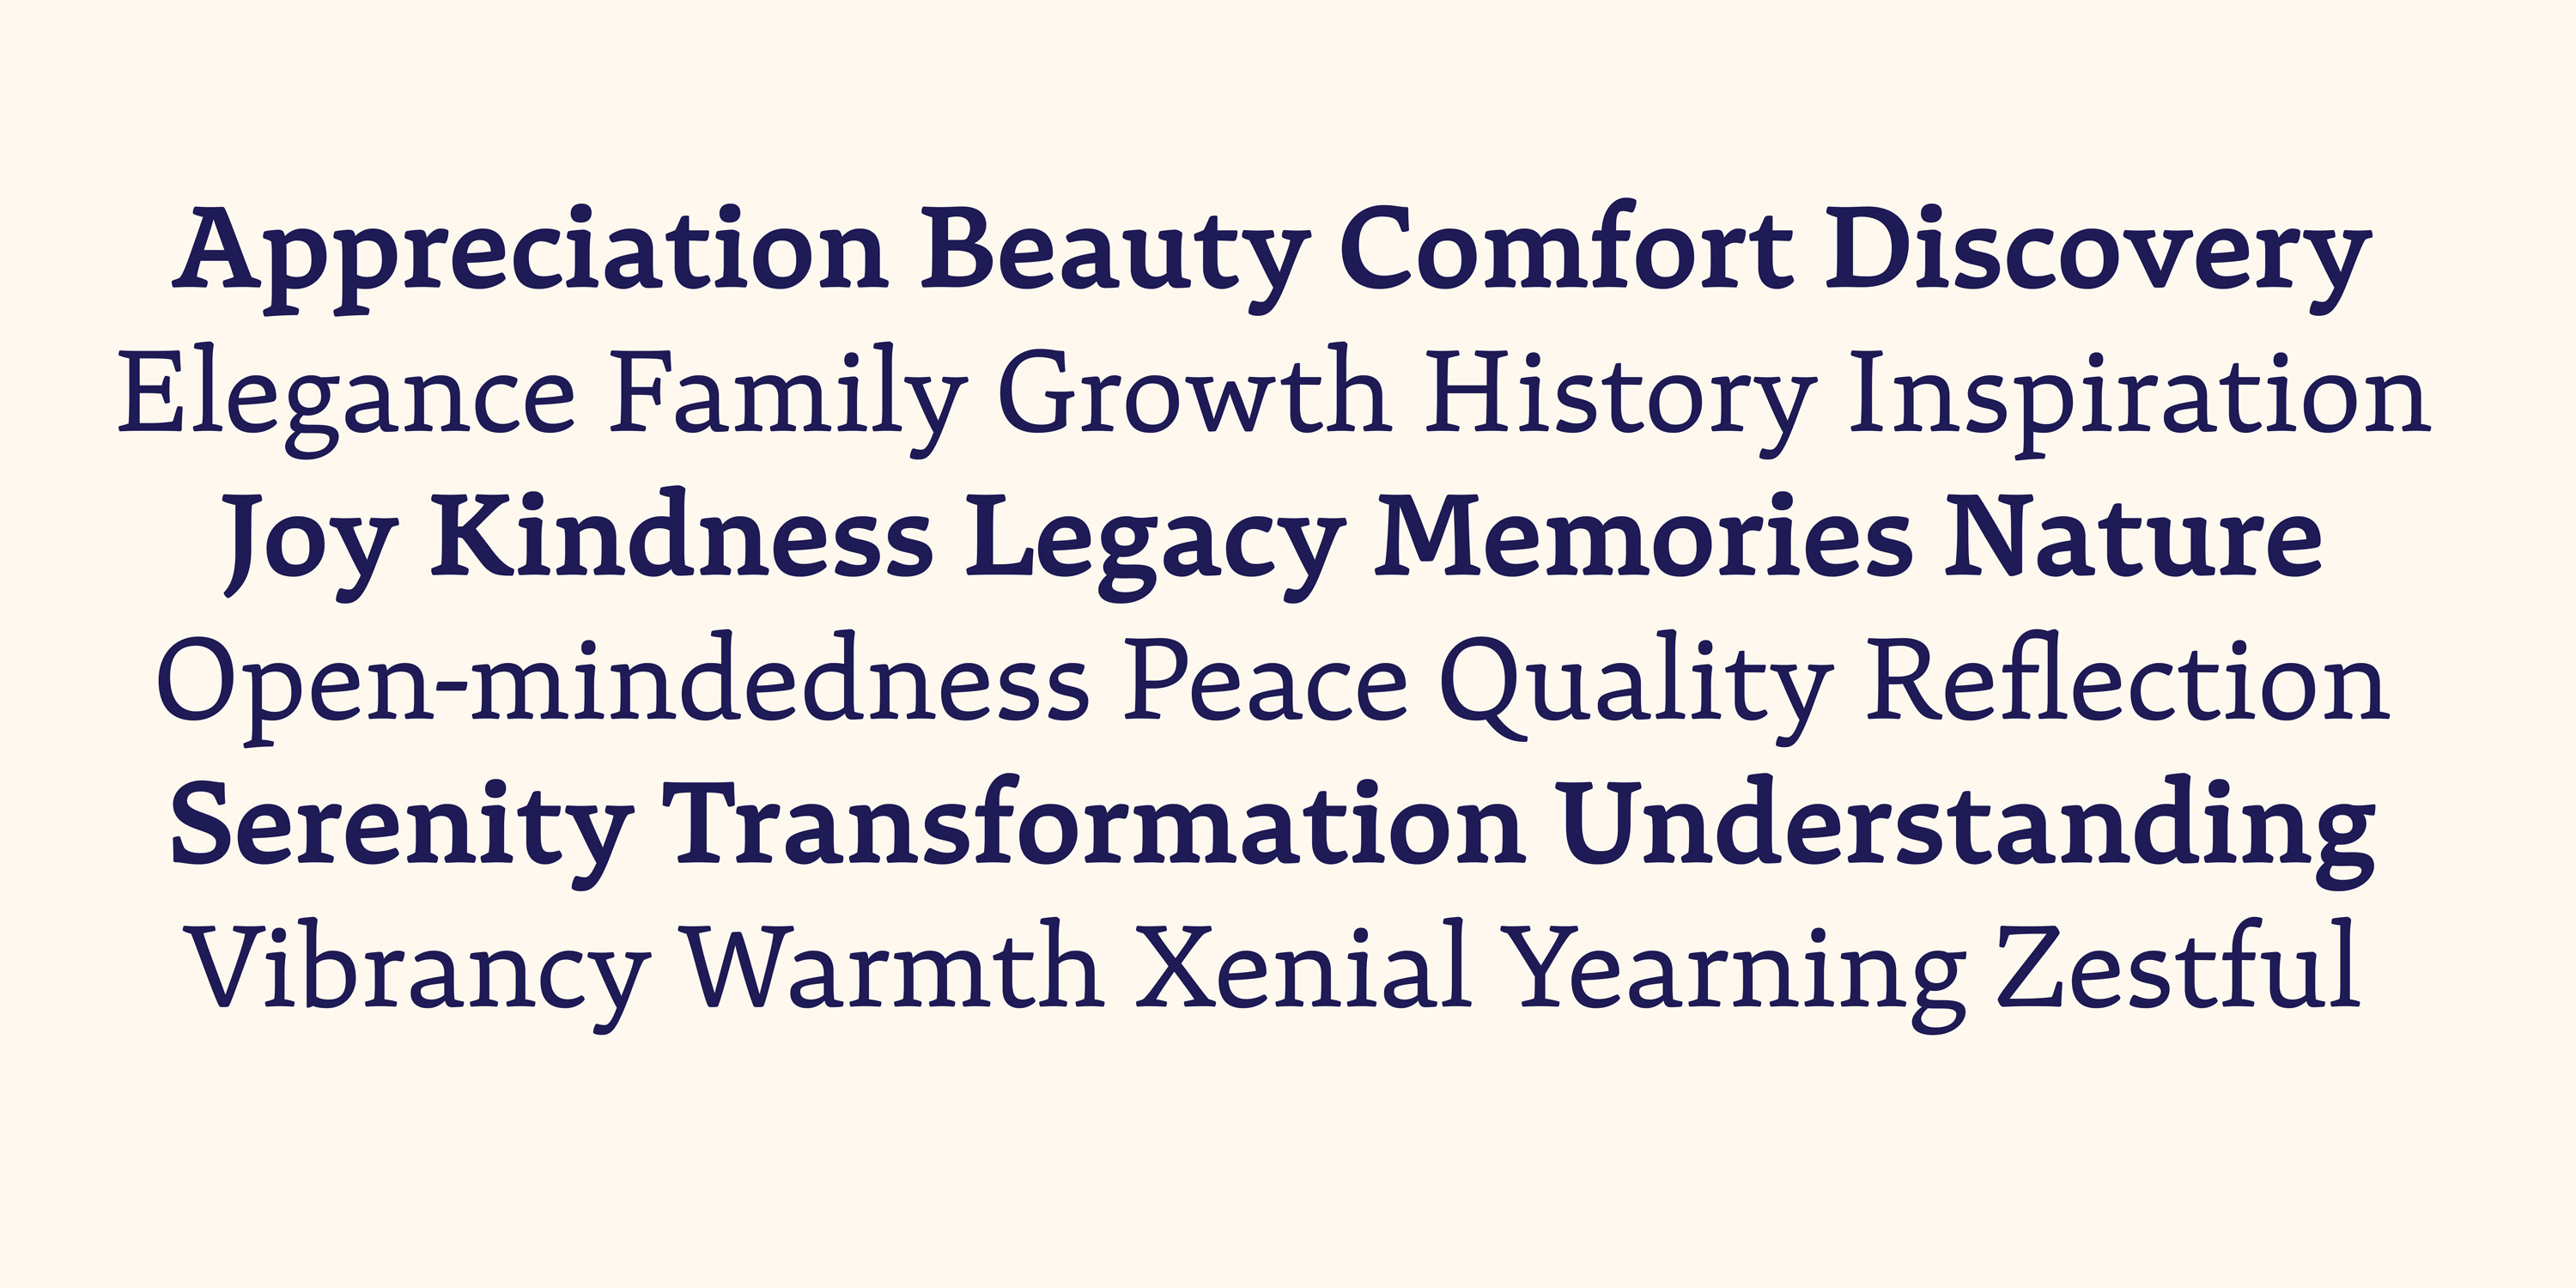 Appreciation Beauty Comfort Discovery
Elegance Family Growth History Inspiration
Joy Kindness Legacy Memories Nature
Open-mindedness Peace Quality Reflection
Serenity Transformation Understanding
Vibrancy Warmth Xenial Yearning Zestful